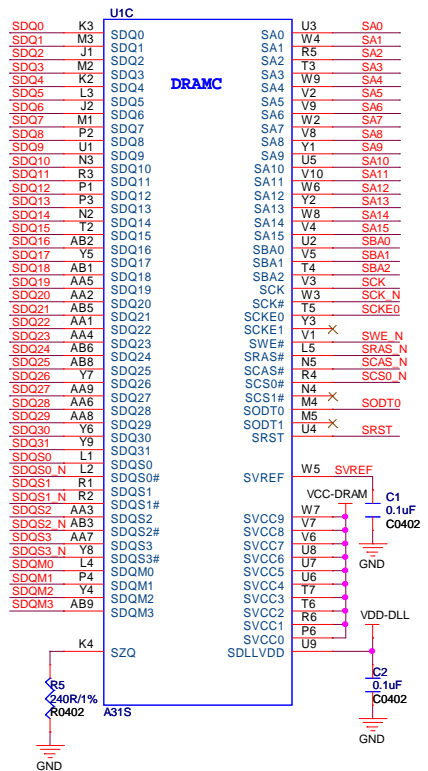 U1C
DRAMC
SDQ0 K3 SDQ0 SA0 U3 SA0
SDQ1 M3 SDQ1 SA1 W4 SA1
SDQ2 J1 SDQ2 SA2 R5 SA2
SDQ3 M2 SDQ3 SA3 T3 SA3
SDQ4 K2 SDQ4 SA4 W9 SA4
SDQ5 L3 SDQ5 SA5 V2 SA5
SDQ6 J2 SDQ6 SA6 V9 SA6
SDQ7 M1 SDQ7 SA7 W2 SA7
SDQ8 P2 SDQ8 SA8 V8 SA8
SDQ9 U1 SDQ9 SA9 Y1 SA9
SDQ10 N3 SDQ10 SA10 U5 SA10
SDQ11 R3 SDQ11 SA11 V10 SA11
SDQ12 P1 SDQ12 SA12 W6 SA12
SDQ13 P3 SDQ13 SA13 Y2 SA13
SDQ14 N2 SDQ14 SA14 W8 SA14
SDQ15 T2 SDQ15 SA15 V4 SA15
SDQ16 AB2 SDQ16 SBA0 U2 SBA0
SDQ17 Y5 SDQ17 SBA1 V5 SBA1
SDQ18 AB1 SDQ18 SBA2 T4 SBA2
SDQ19 AA5 SDQ19 SCK V3 SCK
SDQ20 AA2 SDQ20 SCK# W3 SCK_N
SDQ21 AB5 SDQ21 SCKE0 T5 SCKE0
SDQ22 AA1 SDQ22 SCKE1 Y3
SDQ23 AA4 SDQ23 SWE# V1 SWE_N
SDQ24 AB6 SDQ24 SRAS# L5 SRAS_N
SDQ25 AB8 SDQ25 SCAS# N5 SCAS_N
SDQ26 Y7 SDQ26 SCS0# R4 SCS0_N
SDQ27 AA9 SDQ27 SCS1# N4
SDQ28 AA6 SDQ28 SODT0 M4 SODT0
SDQ29 AA8 SDQ29 SODT1 M5
SDQ30 Y6 SDQ30 SRST U4 SRST
SDQ31 Y9 SDQ31
SDQS0 L1 SDQS0
SDQS0_N L2 SDQS0# SVREF W5 SVREF
SDQS1 R1 SDQS1
SDQS1_N R2 SDQS1#
VCC-DRAM
SDQS2 AA3 SDQS2 SVCC9 W7
SDQS2_N AB3 SDQS2# SVCC8 V7
SDQS3 AA7 SDQS3 SVCC7 V6
SDQS3_N Y8 SDQS3# SVCC6 U8
SDQM0 L4 SDQM0 SVCC5 U7
SDQM1 P4 SDQM1 SVCC4 U6
SDQM2 Y4 SDQM2 SVCC3 T7
SDQM3 AB9 SDQM3 SVCC2 T6
SVCC1 R6
SVCC0 P6
K4 SZQ SDLLVDD U9
C1
0.1uF
C0402
GND
VDD-DLL
C2
0.1uF
C0402
GND
R5
240R/1%
R0402
GND
A31S